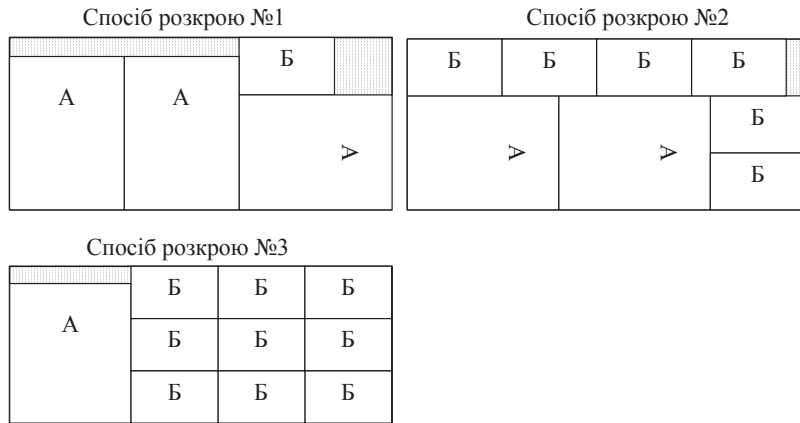 Спосіб розкрою №1
Спосіб розкрою №2
Б
А А
А
Б Б Б Б
А А
Б
Б
Спосіб розкрою №3
А
Б Б Б
Б Б Б
Б Б Б